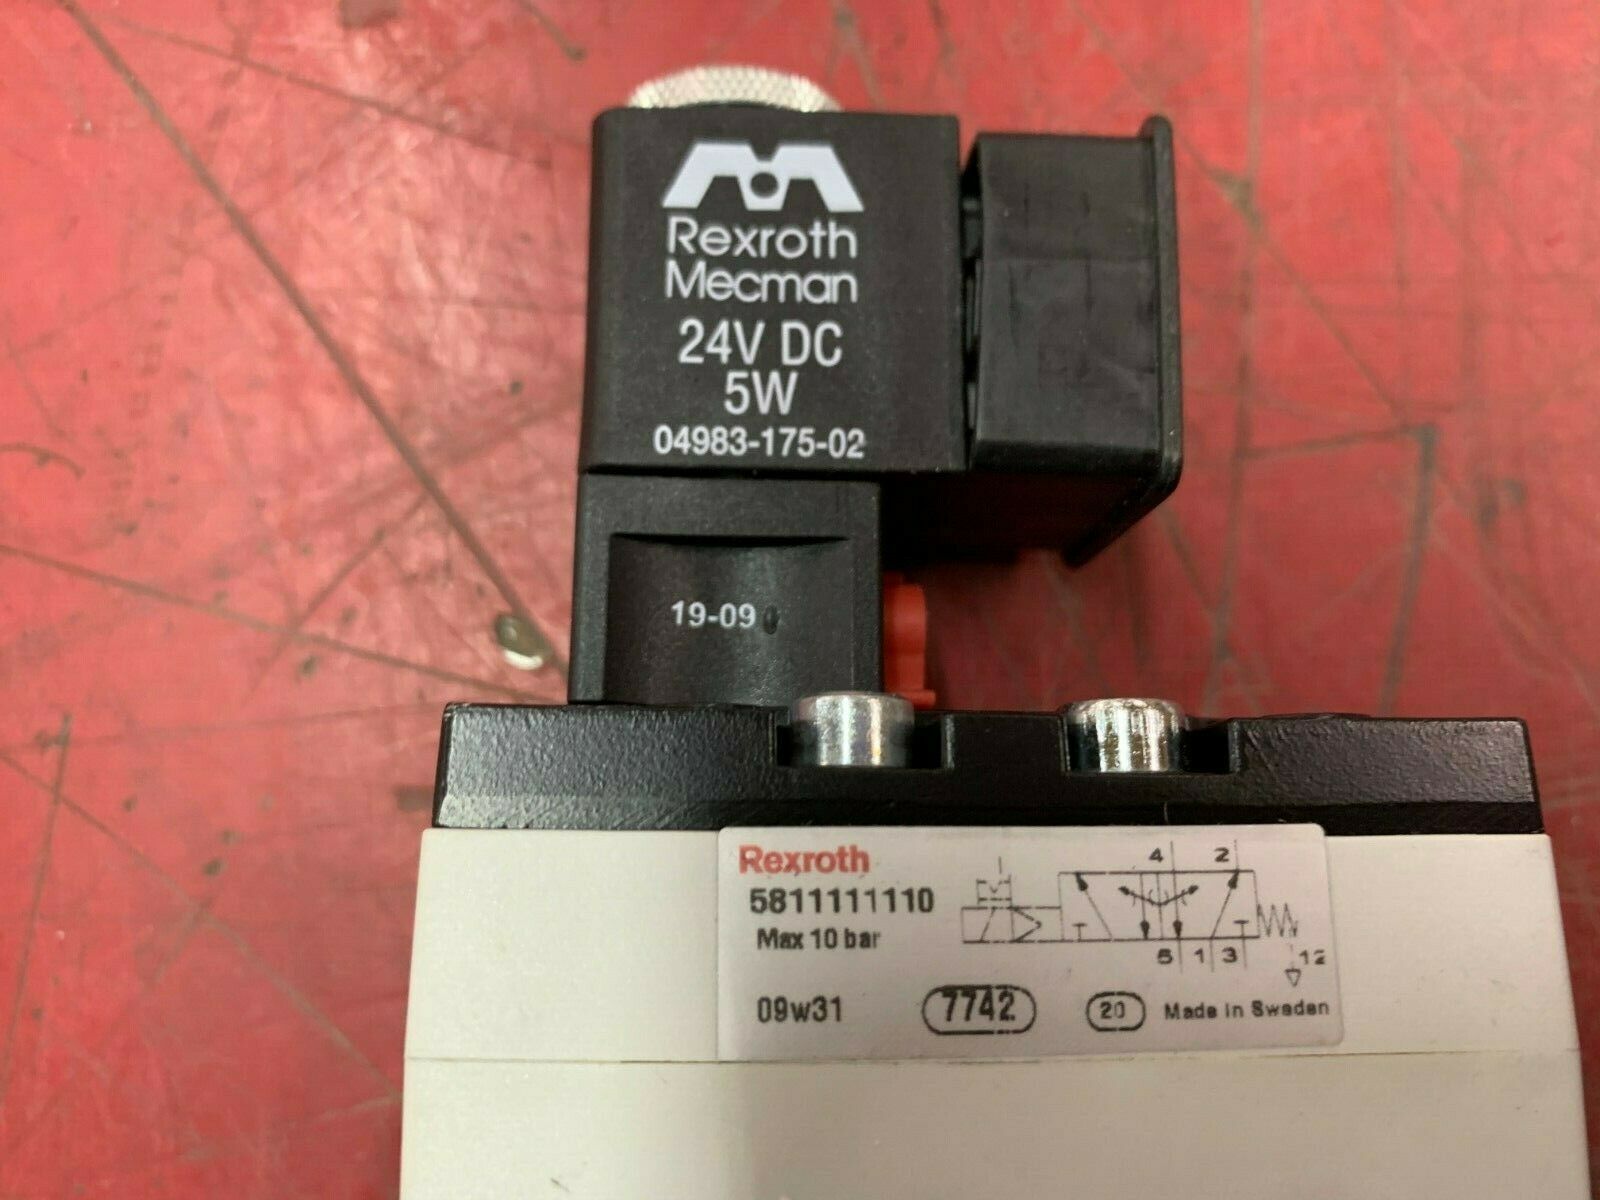 Rexroth
Mecman
24V DC
5W
04983-175-02
19-09
Rexroth
5811111110
Max 10 bar
4 2
5 1 3 12
09w31 7742 20 Made in Sweden